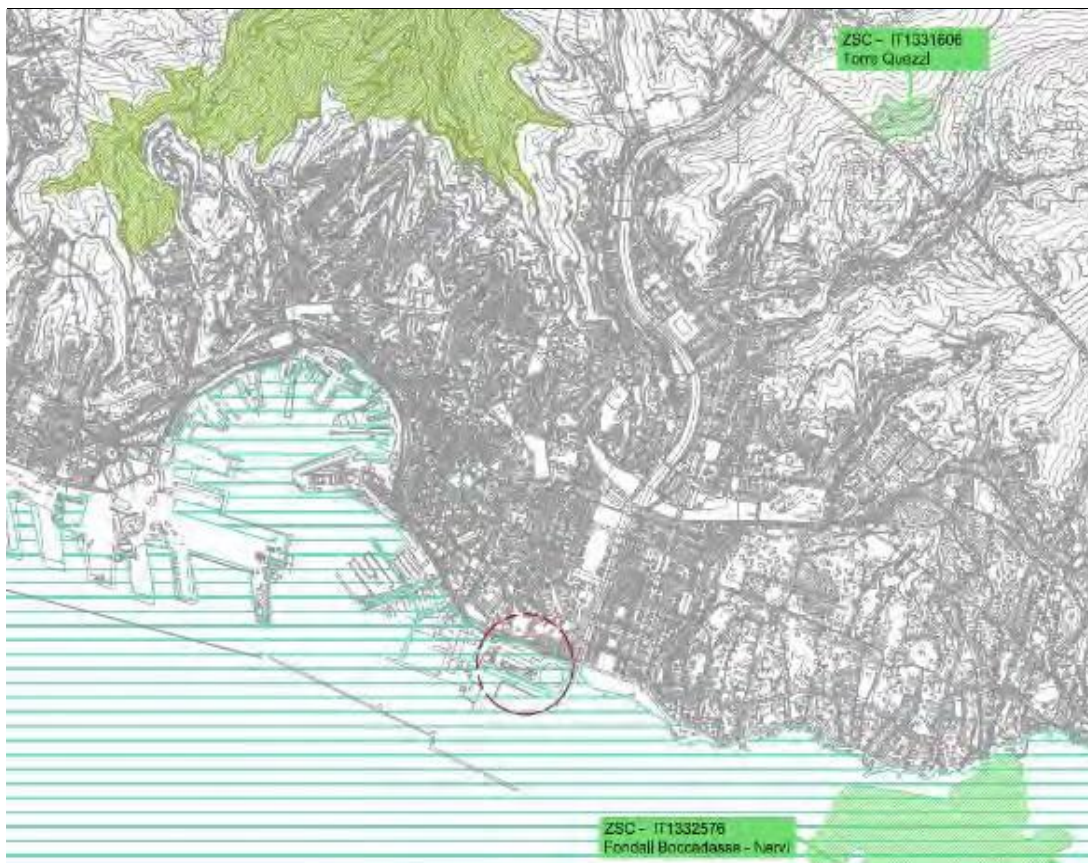 ZSC - IT1331606
Torre Quezzi
ZSC - IT1332576
Fondali Boccadasse - Nervi